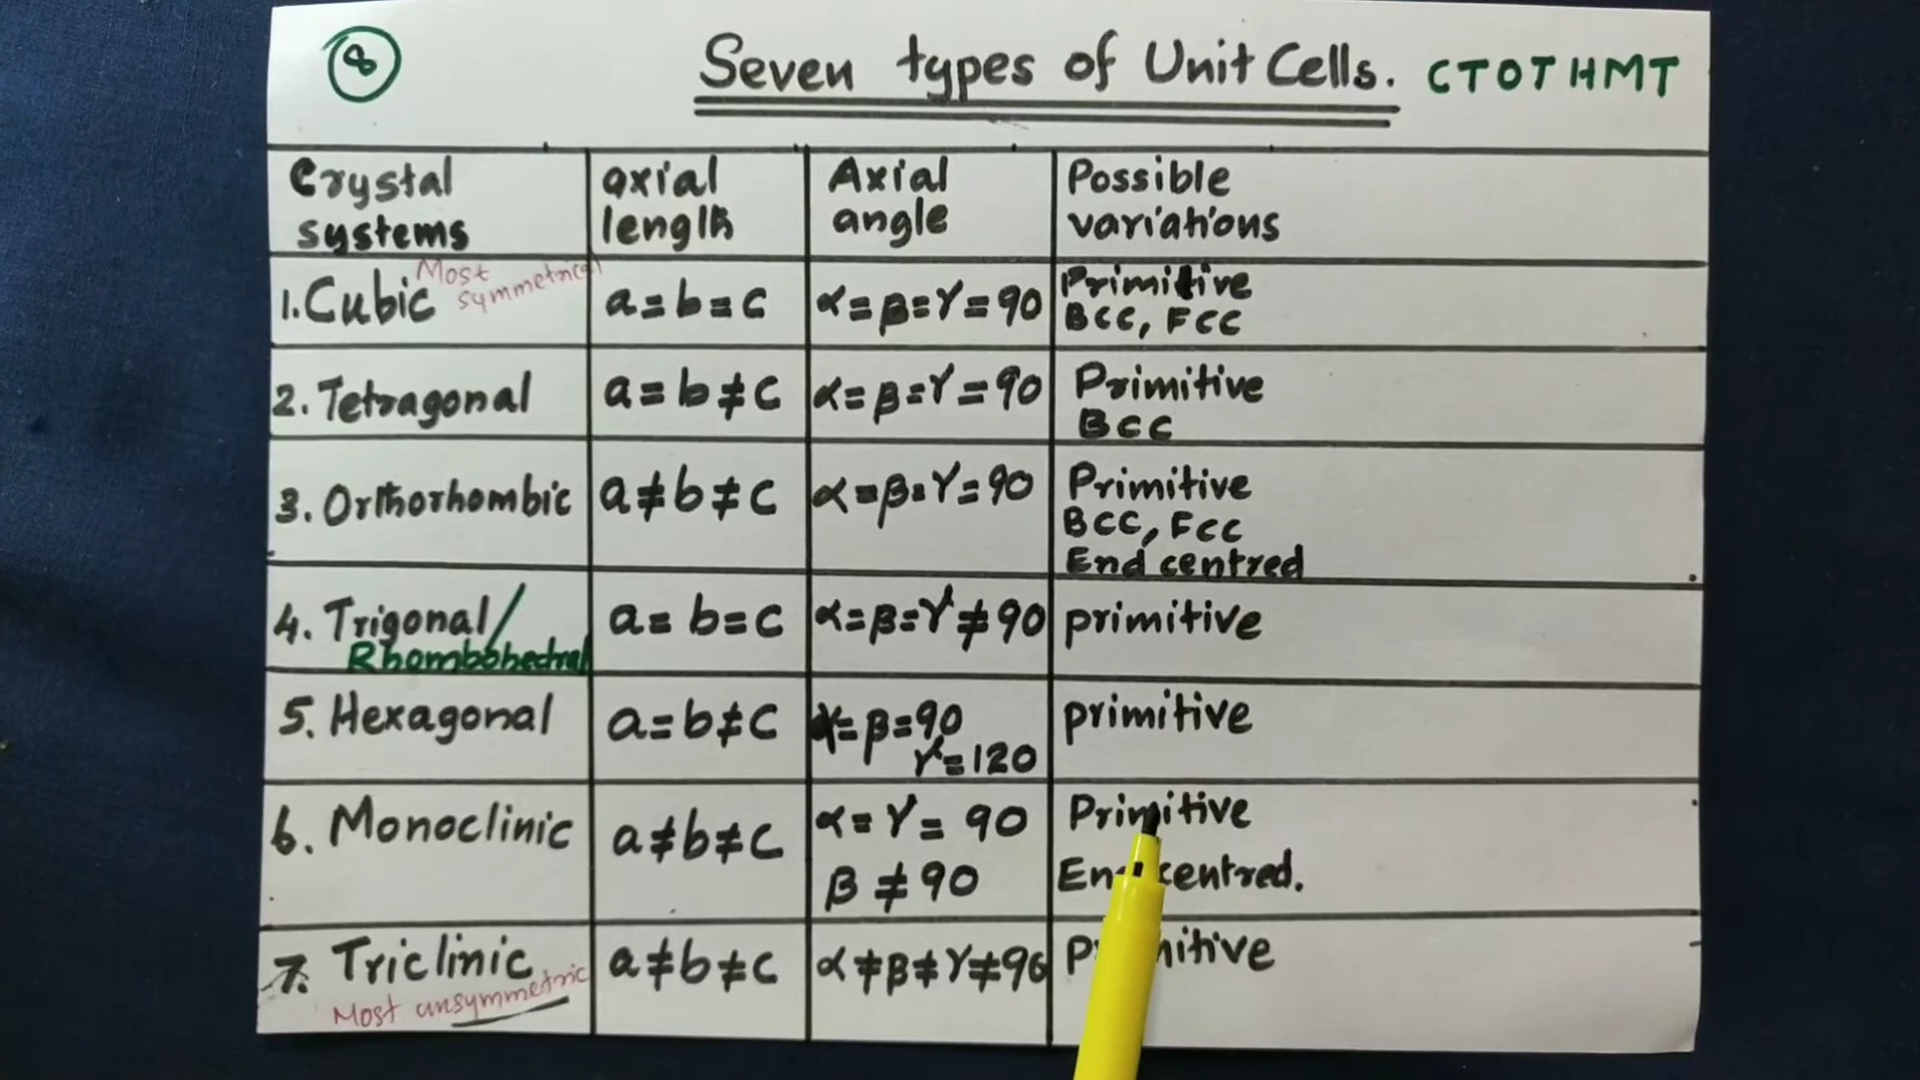 8
Seven types of Unit Cells. CTOTHMT
Crystal systems
axial length
Axial angle
Possible variations
1. Cubic
Most symmetrical
a = b = c
α = β = γ = 90
Primitive
BCC, FCC
2. Tetragonal
a = b ≠ c
α = β = γ = 90
Primitive
BCC
3. Orthorhombic
a ≠ b ≠ c
α = β = γ = 90
Primitive
BCC, FCC
End centred
4. Trigonal/
Rhombohedral
a = b = c
α = β = γ ≠ 90
primitive
5. Hexagonal
a = b ≠ c
α = β = 90
γ = 120
primitive
6. Monoclinic
a ≠ b ≠ c
α = γ = 90
β ≠ 90
Primitive
End centred.
7. Triclinic
Most unsymmetric
a ≠ b ≠ c
α ≠ β ≠ γ ≠ 90
Primitive